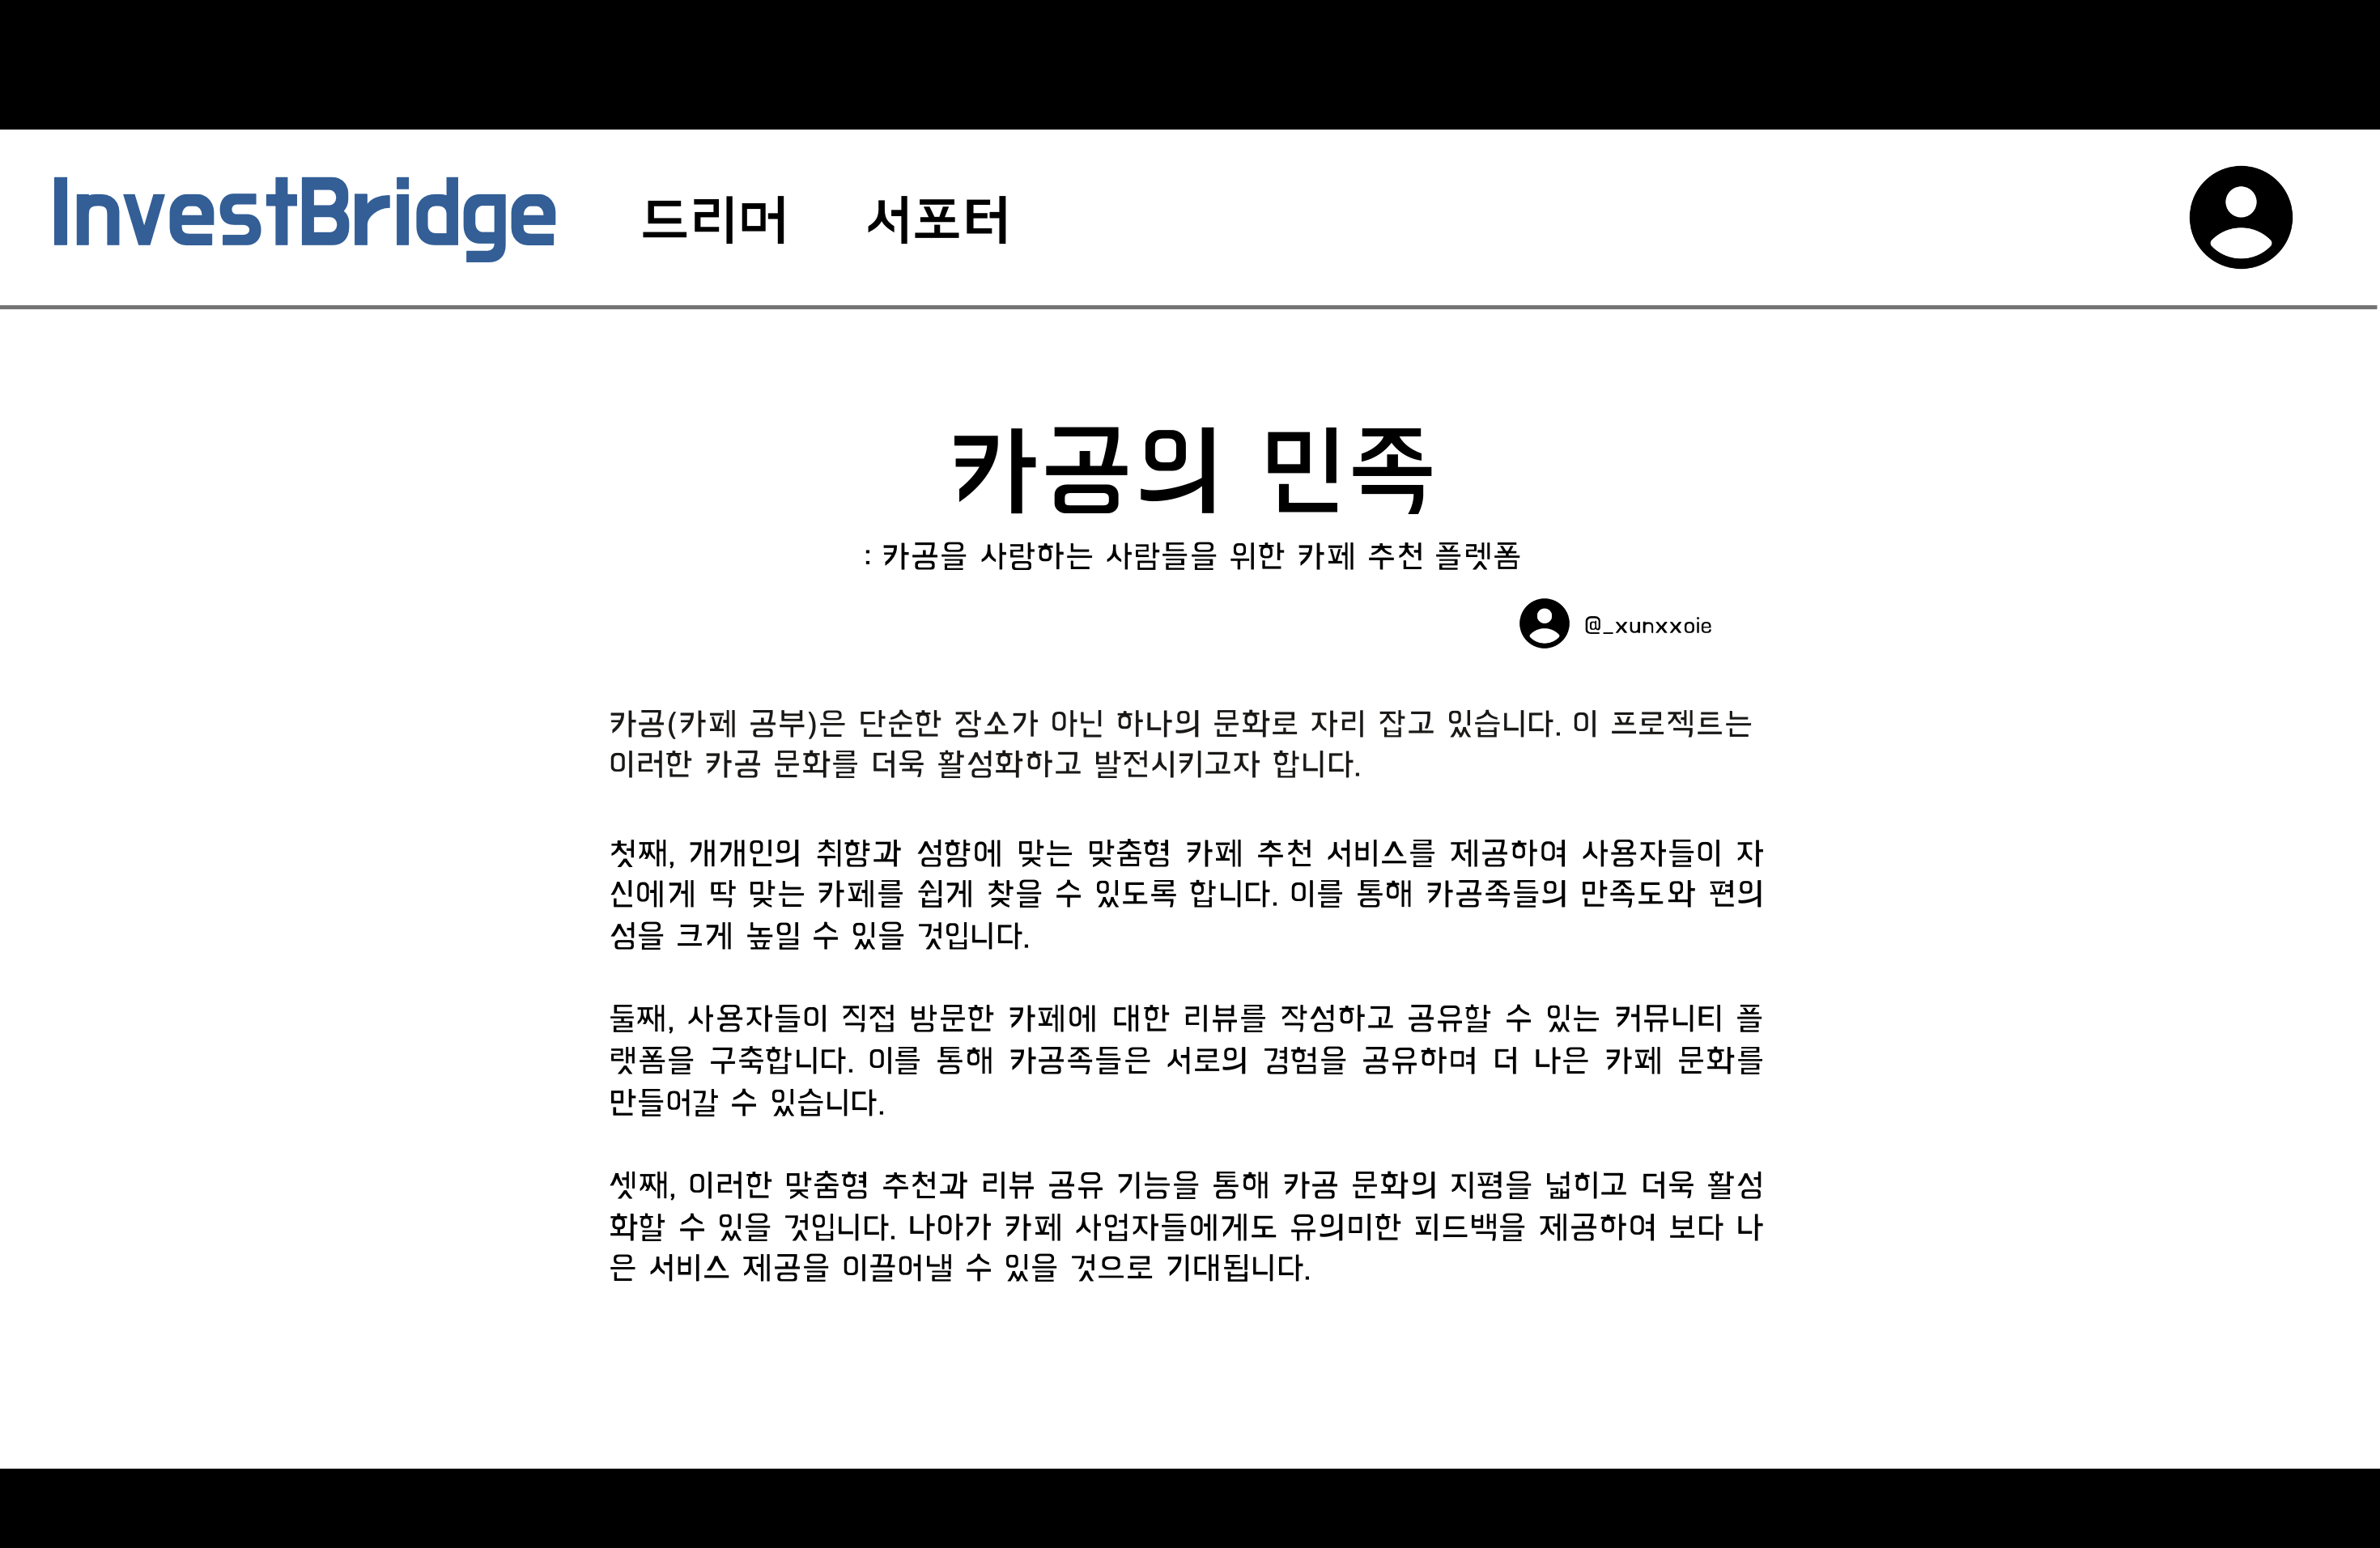 InvestBridge 드리머 서포터
카공의 민족
: 카공을 사랑하는 사람들을 위한 카페 추천 플렛폼
@_xunxxoie
카공(카페 공부)은 단순한 장소가 아닌 하나의 문화로 자리 잡고 있습니다. 이 프로젝트는
이러한 카공 문화를 더욱 활성화하고 발전시키고자 합니다.
첫째, 개개인의 취향과 성향에 맞는 맞춤형 카페 추천 서비스를 제공하여 사용자들이 자
신에게 딱 맞는 카페를 쉽게 찾을 수 있도록 합니다. 이를 통해 카공족들의 만족도와 편의
성을 크게 높일 수 있을 것입니다.
둘째, 사용자들이 직접 방문한 카페에 대한 리뷰를 작성하고 공유할 수 있는 커뮤니티 플
랫폼을 구축합니다. 이를 통해 카공족들은 서로의 경험을 공유하며 더 나은 카페 문화를
만들어갈 수 있습니다.
셋째, 이러한 맞춤형 추천과 리뷰 공유 기능을 통해 카공 문화의 지평을 넓히고 더욱 활성
화할 수 있을 것입니다. 나아가 카페 사업자들에게도 유의미한 피드백을 제공하여 보다 나
은 서비스 제공을 이끌어낼 수 있을 것으로 기대됩니다.